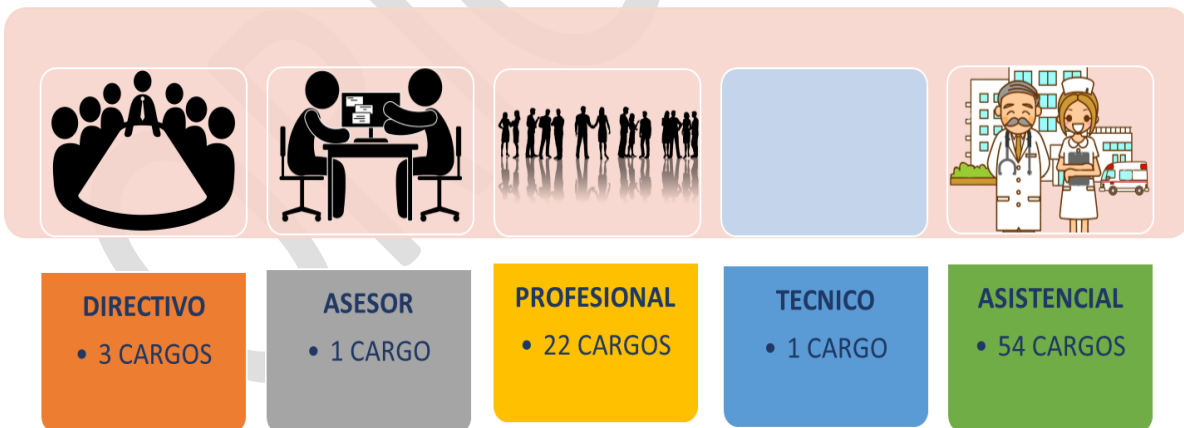 DIRECTIVO
• 3 CARGOS
ASESOR
• 1 CARGO
PROFESIONAL
• 22 CARGOS
TECNICO
• 1 CARGO
ASISTENCIAL
• 54 CARGOS